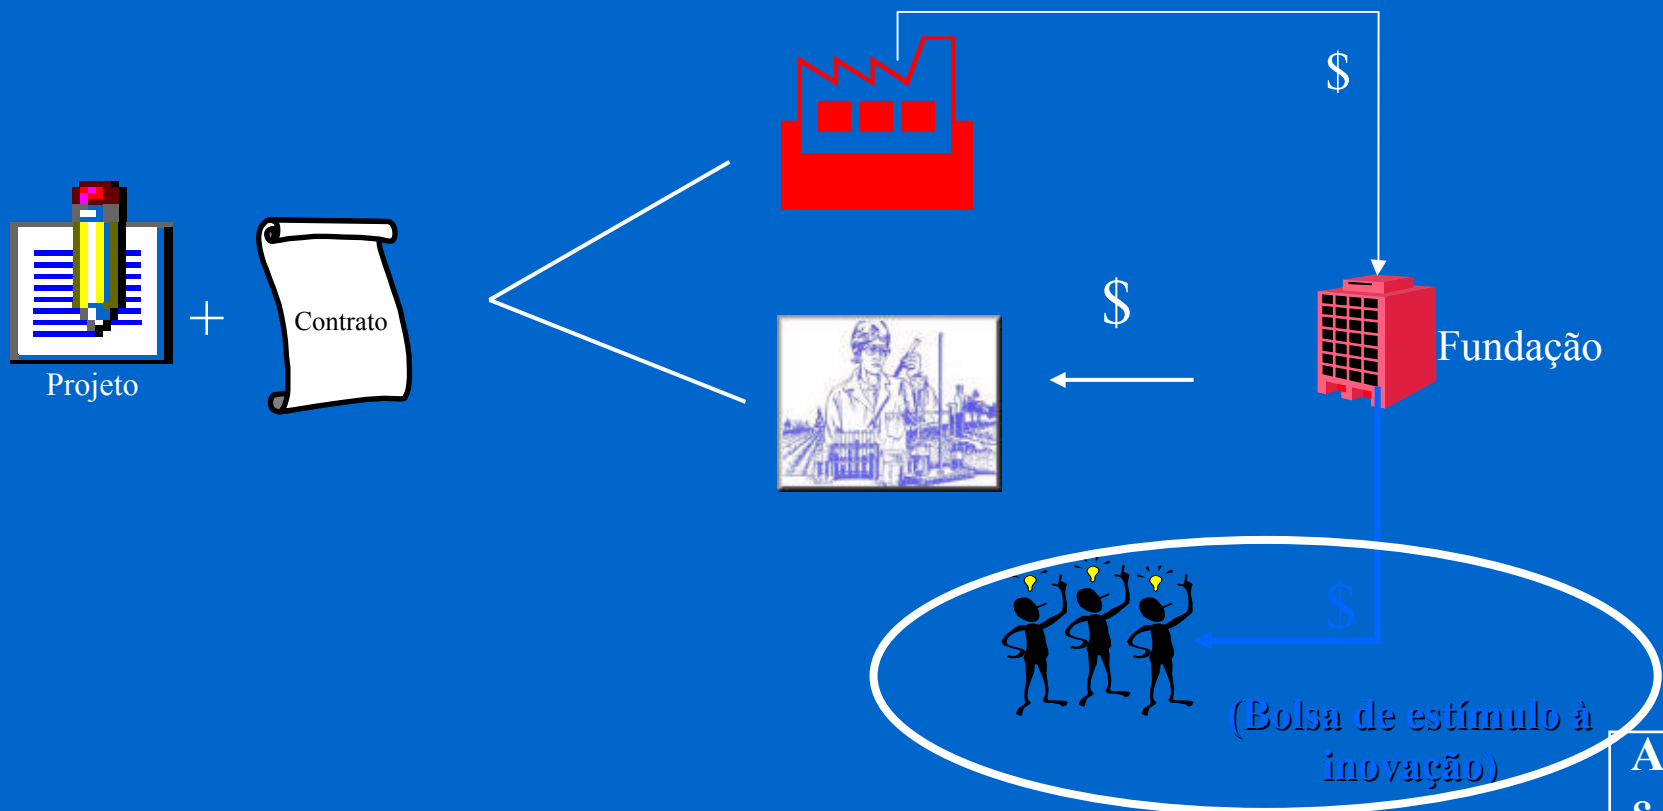 $
$
+
Contrato
Projeto
Fundação
$
(Bolsa de estímulo à
inovação)
A